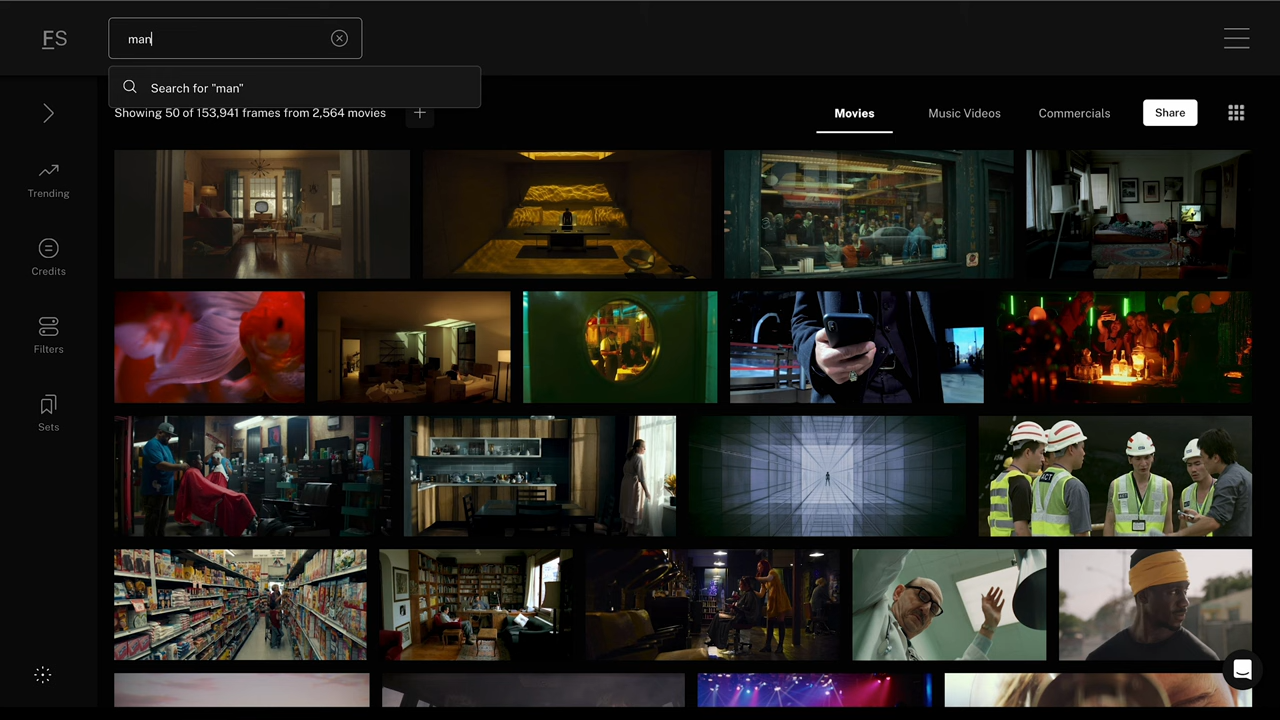 FS
man
Search for "man"
Showing 50 of 153,941 frames from 2,564 movies
Movies
Music Videos
Commercials
Share
Trending
Credits
Filters
Sets